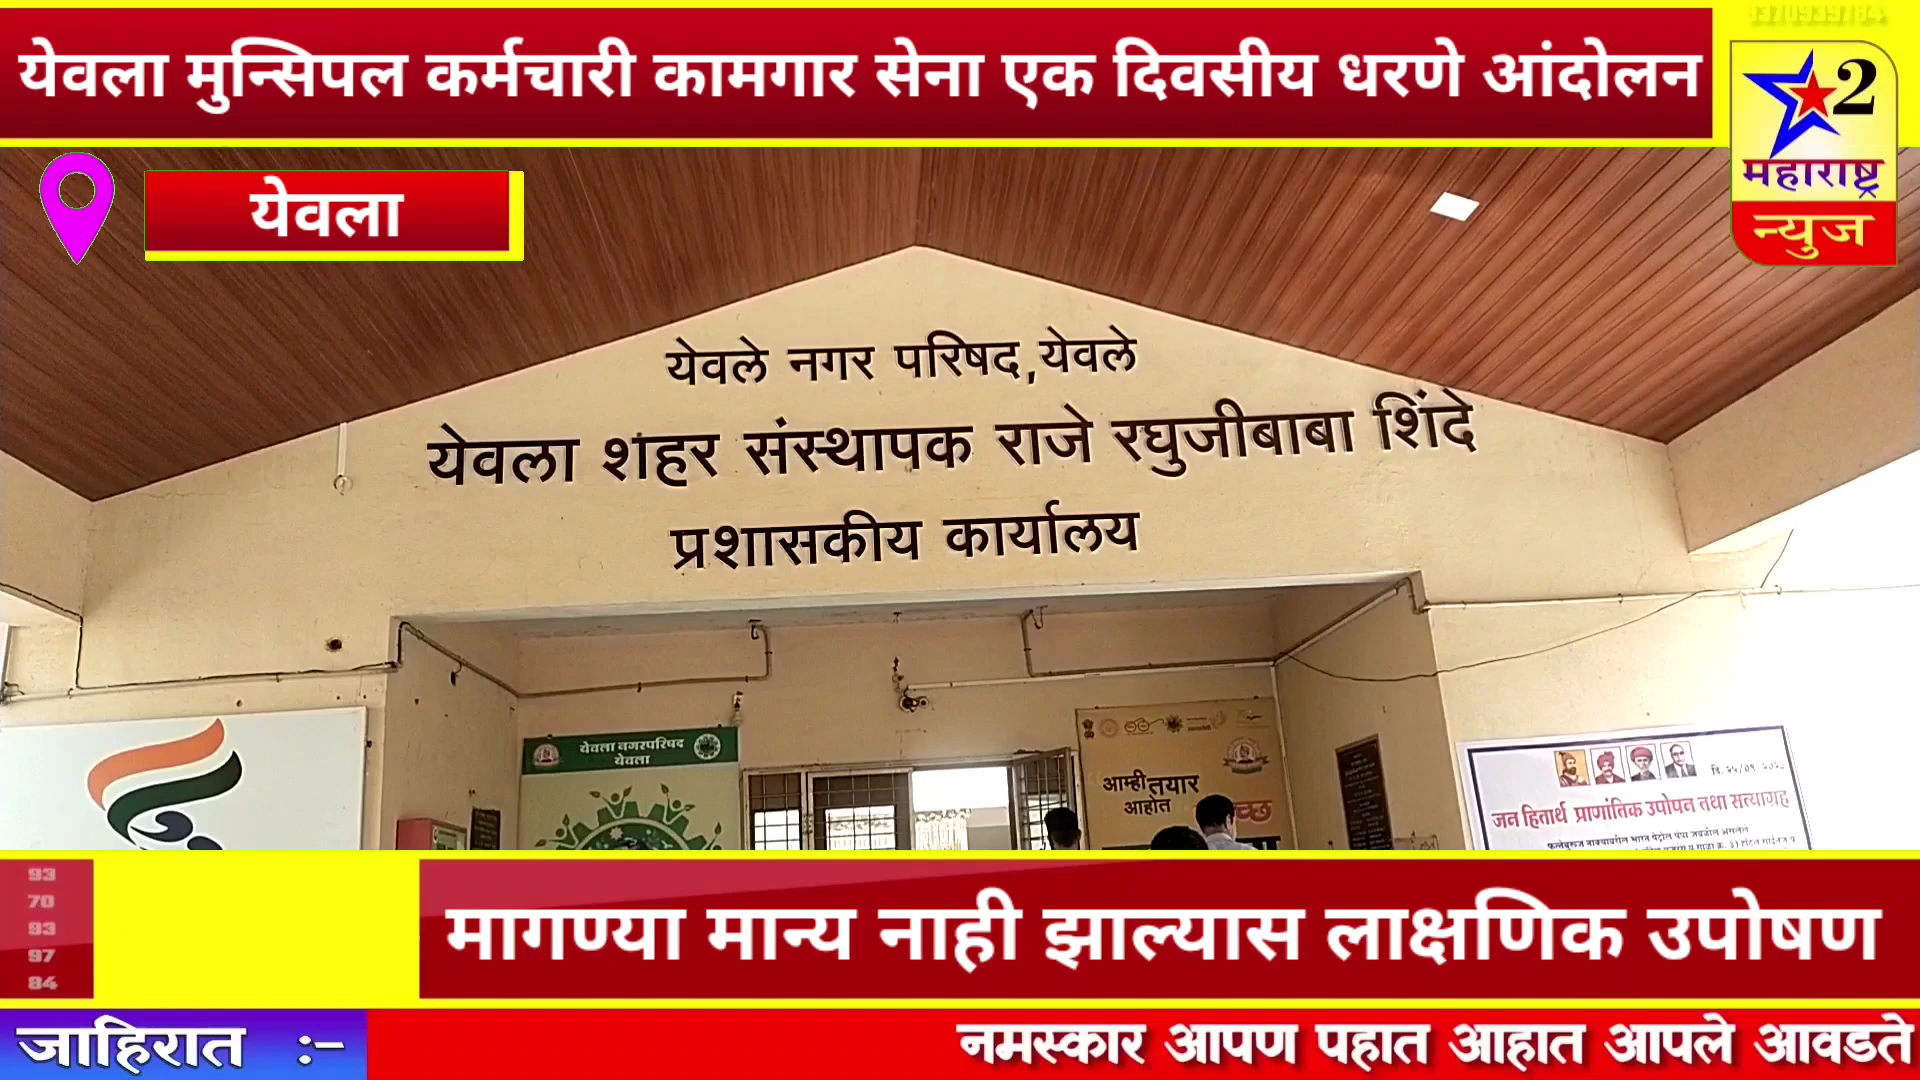 येवला मुन्सिपल कर्मचारी कामगार सेना एक दिवसीय धरणे आंदोलन
9370939784
2
महाराष्ट्र
न्युज
येवला
येवले नगर परिषद,येवले
येवला शहर संस्थापक राजे रघुजीबाबा शिंदे
प्रशासकीय कार्यालय
येवला नगरपरिषद
येवला
आम्ही तयार
आहोत
जन हितार्थ प्राणांतिक उपोषन तथा सत्याग्रह
93
70
93
97
84
मागण्या मान्य नाही झाल्यास लाक्षणिक उपोषण
जाहिरात :-
नमस्कार आपण पहात आहात आपले आवडते